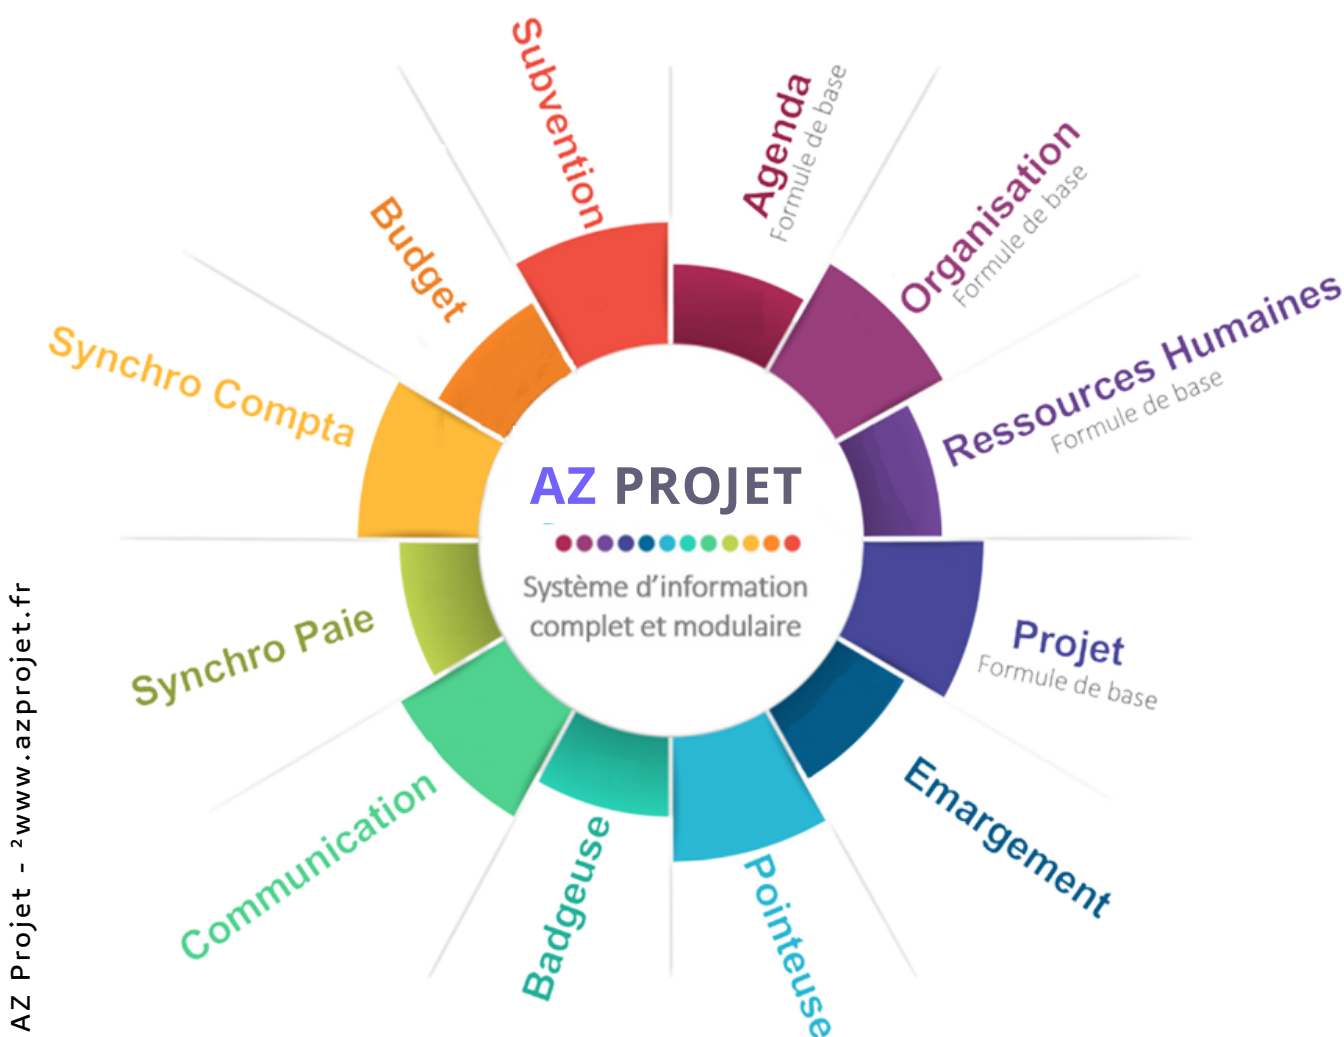 AZ PROJET
Système d’information
complet et modulaire
Agenda
Formule de base
Organisation
Formule de base
Ressources Humaines
Formule de base
Projet
Formule de base
Emargement
Pointeuse
Badgeuse
Communication
Synchro Paie
Synchro Compta
Budget
Subvention
AZ Projet - ²www.azprojet.fr